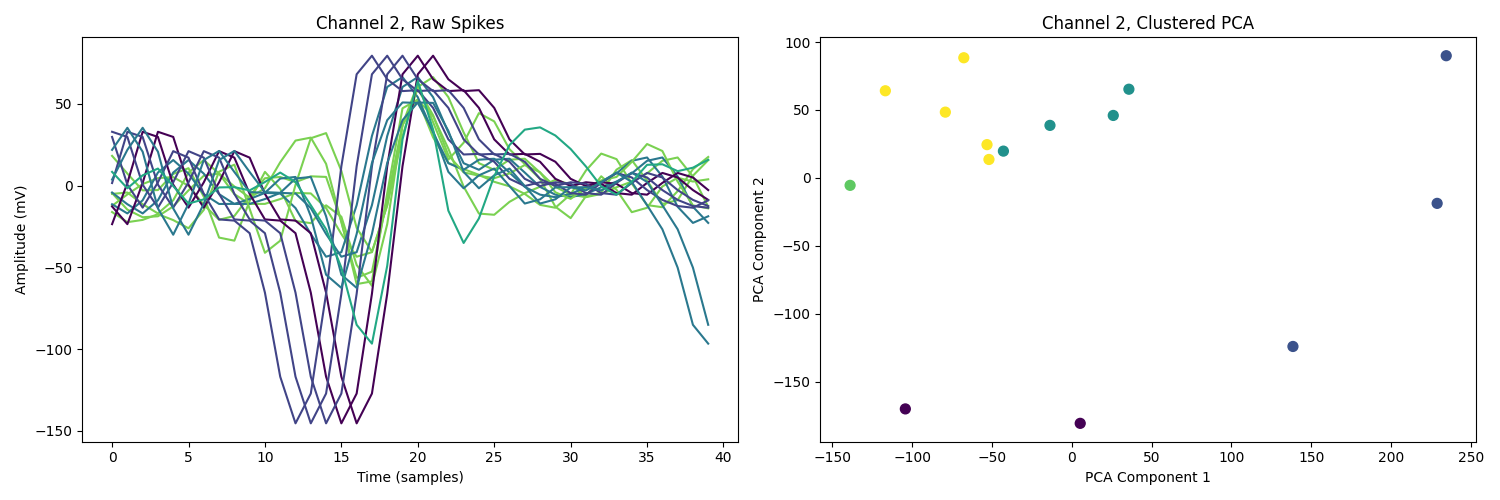 Channel 2, Raw Spikes
Amplitude (mV)
50
0
−50
−100
−150
0 5 10 15 20 25 30 35 40
Time (samples)
Channel 2, Clustered PCA
PCA Component 2
100
50
0
−50
−100
−150
−150 −100 −50 0 50 100 150 200 250
PCA Component 1